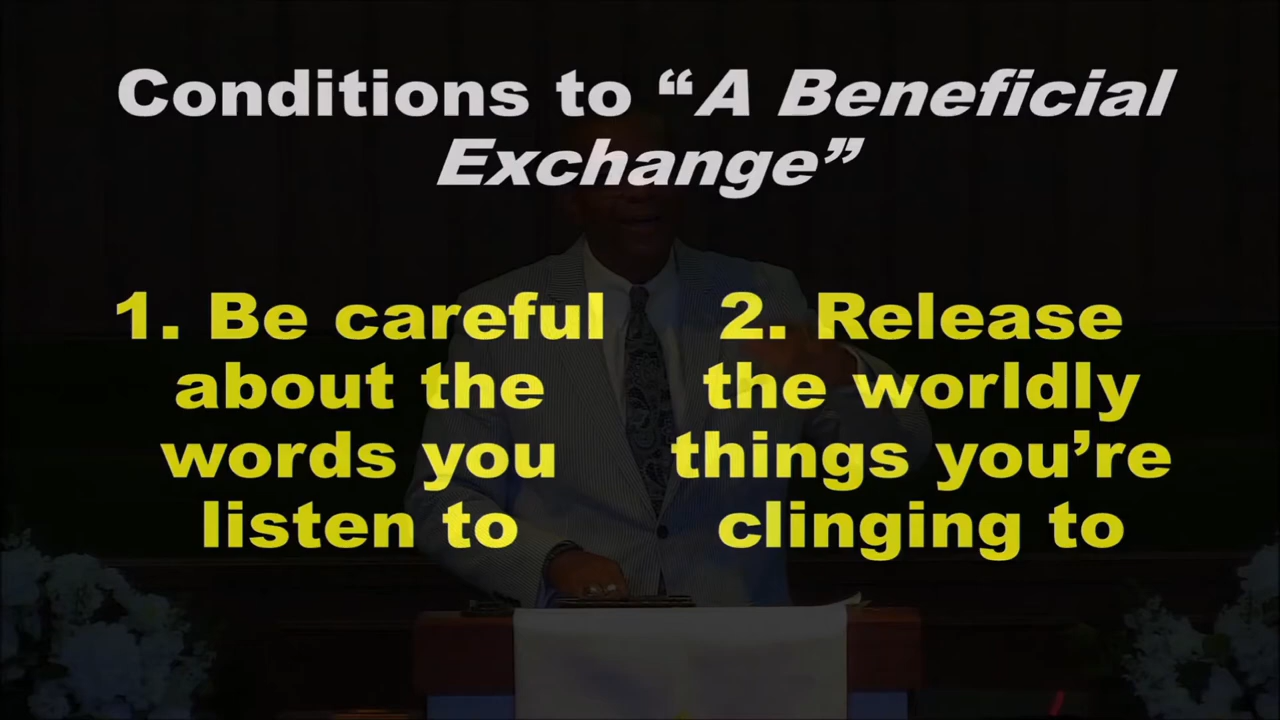 Conditions to “A Beneficial
Exchange”
1. Be careful
about the
words you
listen to
2. Release
the worldly
things you’re
clinging to